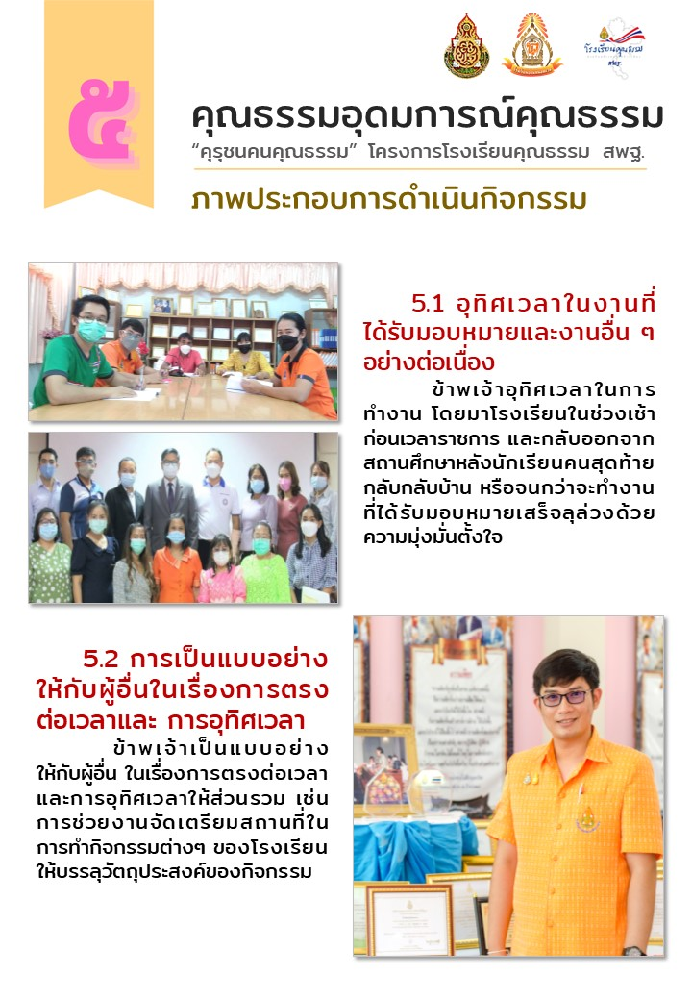 โรงเรียนคุณธรรม
สพฐ.
๕
คุณธรรมอุดมการณ์คุณธรรม
“คุรุชนคนคุณธรรม” โครงการโรงเรียนคุณธรรม สพฐ.
ภาพประกอบการดำเนินกิจกรรม
5.1 อุทิศเวลาในงานที่
ได้รับมอบหมายและงานอื่น ๆ
อย่างต่อเนื่อง
ข้าพเจ้าอุทิศเวลาในการ
ทำงาน โดยมาโรงเรียนในช่วงเช้า
ก่อนเวลาราชการ และกลับออกจาก
สถานศึกษาหลังนักเรียนคนสุดท้าย
กลับกลับบ้าน หรือจนกว่าจะทำงาน
ที่ได้รับมอบหมายเสร็จลุล่วงด้วย
ความมุ่งมั่นตั้งใจ
5.2 การเป็นแบบอย่าง
ให้กับผู้อื่นในเรื่องการตรง
ต่อเวลาและ การอุทิศเวลา
ข้าพเจ้าเป็นแบบอย่าง
ให้กับผู้อื่น ในเรื่องการตรงต่อเวลา
และการอุทิศเวลาให้ส่วนรวม เช่น
การช่วยงานจัดเตรียมสถานที่ใน
การทำกิจกรรมต่างๆ ของโรงเรียน
ให้บรรลุวัตถุประสงค์ของกิจกรรม